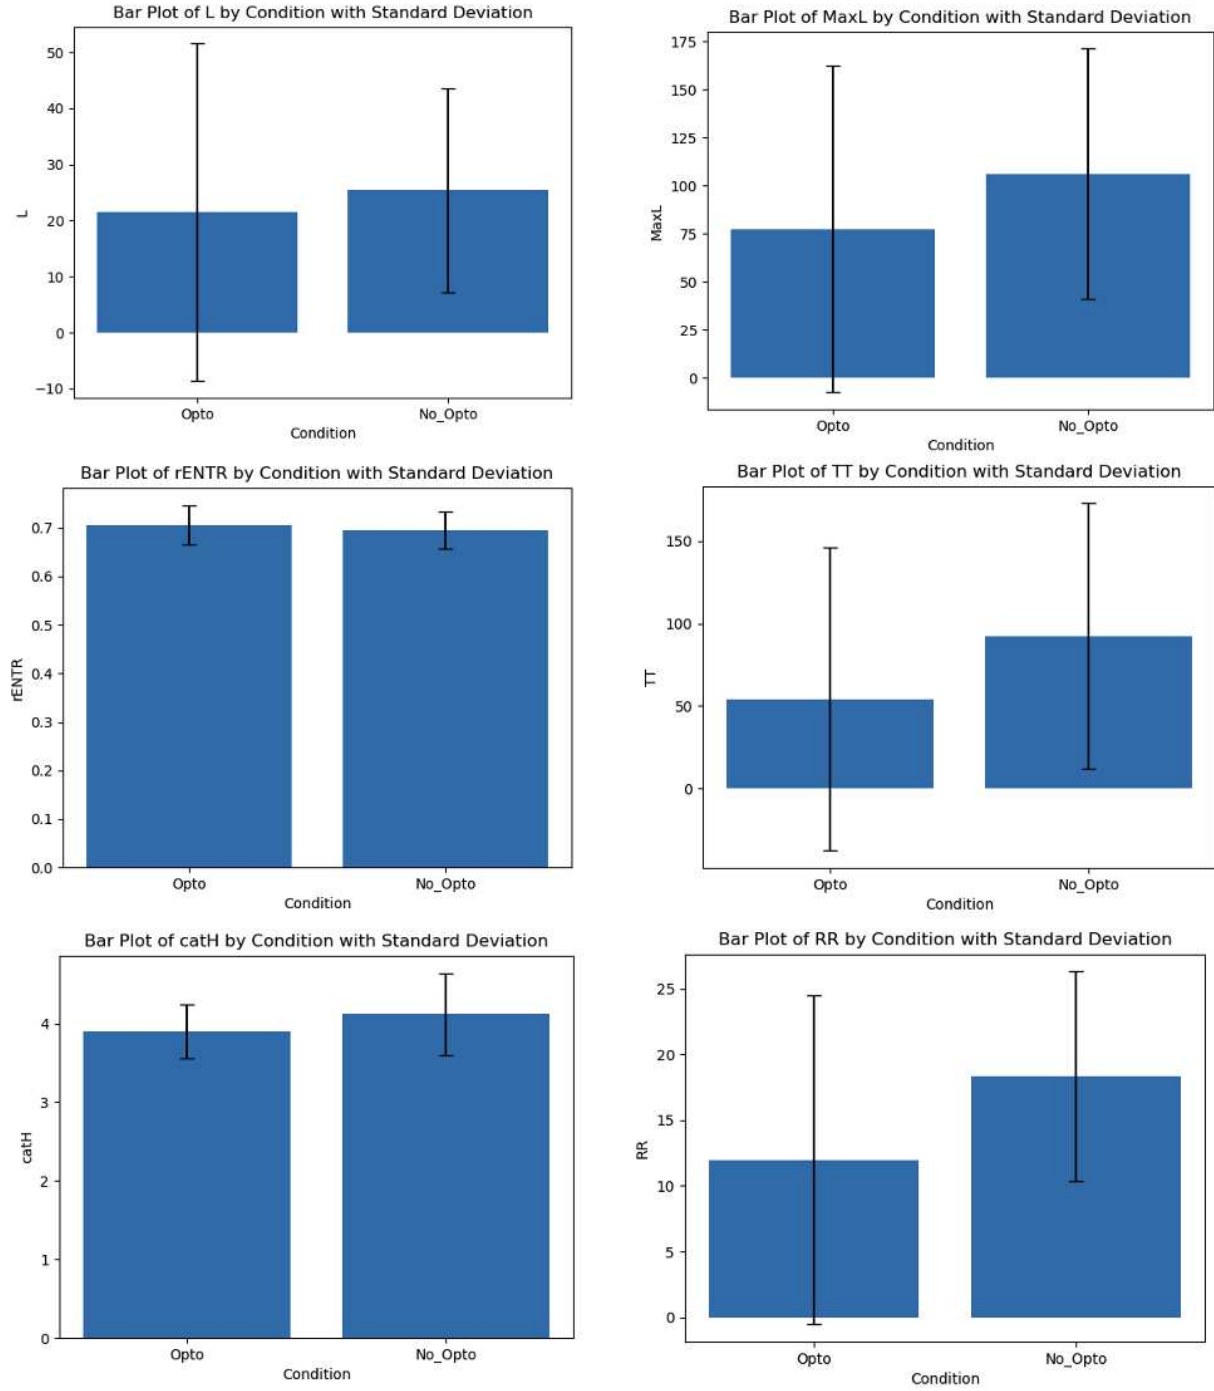 Bar Plot of L by Condition with Standard Deviation
50
40
30
20
10
0
−10
L
Opto
No_Opto
Condition
Bar Plot of MaxL by Condition with Standard Deviation
175
150
125
100
75
50
25
0
MaxL
Opto
No_Opto
Condition
Bar Plot of rENTR by Condition with Standard Deviation
0.7
0.6
0.5
0.4
0.3
0.2
0.1
0.0
rENTR
Opto
No_Opto
Condition
Bar Plot of TT by Condition with Standard Deviation
150
100
50
0
TT
Opto
No_Opto
Condition
Bar Plot of catH by Condition with Standard Deviation
4
3
2
1
0
catH
Opto
No_Opto
Condition
Bar Plot of RR by Condition with Standard Deviation
25
20
15
10
5
0
RR
Opto
No_Opto
Condition